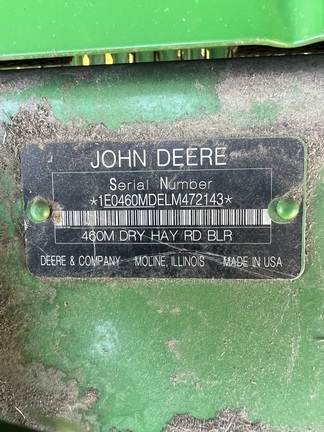 JOHN DEERE
Serial Number
*1E0460MDELM472143*
460M DRY HAY RD BLR
DEERE & COMPANY MOLINE, ILLINOIS MADE IN USA